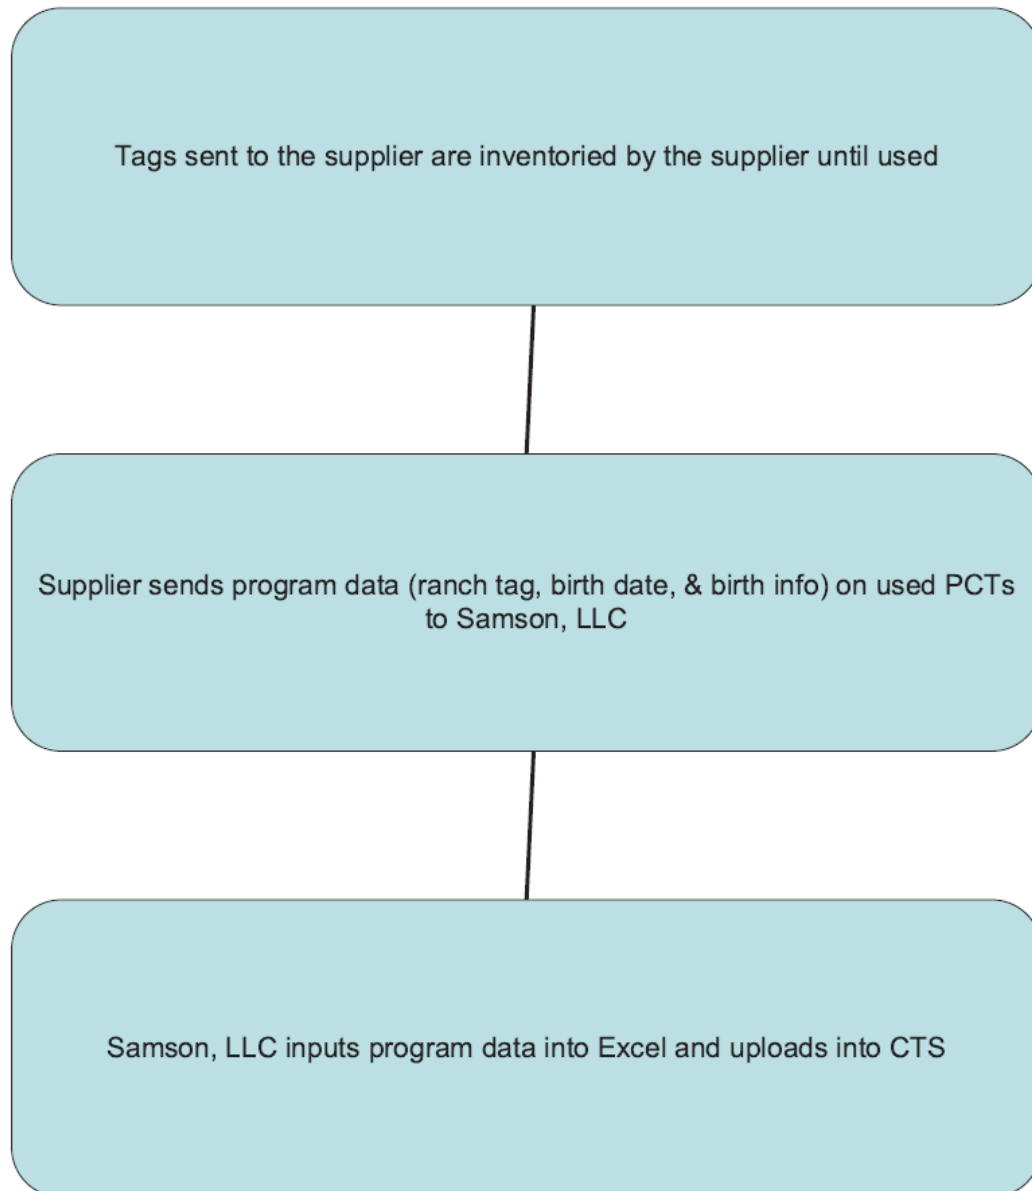 Tags sent to the supplier are inventoried by the supplier until used
Supplier sends program data (ranch tag, birth date, & birth info) on used PCTs
to Samson, LLC
Samson, LLC inputs program data into Excel and uploads into CTS